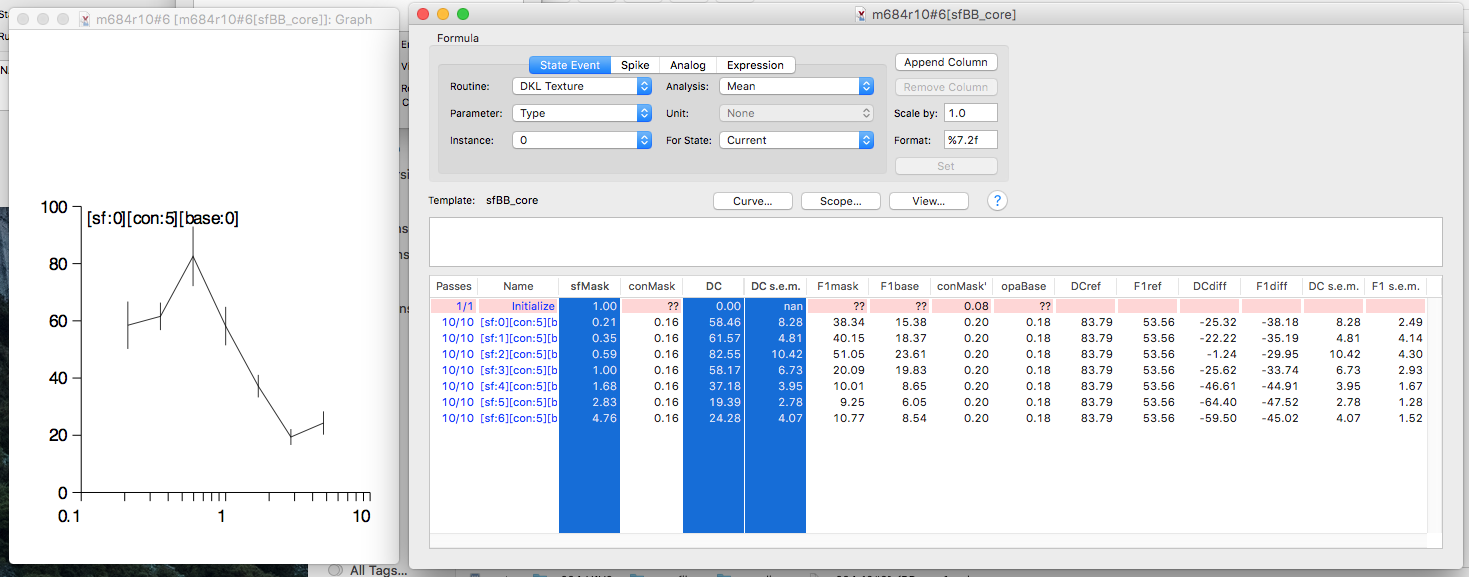 m684r10#6 [m684r10#6[sfBB_core]]: Graph
m684r10#6[sfBB_core]
Formula
State Event Spike Analog Expression
Append Column
Routine: DKL Texture Analysis: Mean
Remove Column
Parameter: Type Unit: None
Scale by: 1.0
Instance: 0 For State: Current
Format: %7.2f
Set
Template: sfBB_core
Curve... Scope... View... ?
100
[sf:0][con:5][base:0]
80
60
40
20
0
0.1 1 10
Passes Name sfMask conMask DC DC s.e.m. F1mask F1base conMask' opaBase DCref F1ref DCdiff F1diff DC s.e.m. F1 s.e.m.
1/1 Initialize 1.00 ?? 0.00 nan ?? ?? 0.08 ??
10/10 [sf:0][con:5][b 0.21 0.16 58.46 8.28 38.34 15.38 0.20 0.18 83.79 53.56 -25.32 -38.18 8.28 2.49
10/10 [sf:1][con:5][b 0.35 0.16 61.57 4.81 40.15 18.37 0.20 0.18 83.79 53.56 -22.22 -35.19 4.81 4.14
10/10 [sf:2][con:5][b 0.59 0.16 82.55 10.42 51.05 23.61 0.20 0.18 83.79 53.56 -1.24 -29.95 10.42 4.30
10/10 [sf:3][con:5][b 1.00 0.16 58.17 6.73 20.09 19.83 0.20 0.18 83.79 53.56 -25.62 -33.74 6.73 2.93
10/10 [sf:4][con:5][b 1.68 0.16 37.18 3.95 10.01 8.65 0.20 0.18 83.79 53.56 -46.61 -44.91 3.95 1.67
10/10 [sf:5][con:5][b 2.83 0.16 19.39 2.78 9.25 6.05 0.20 0.18 83.79 53.56 -64.40 -47.52 2.78 1.28
10/10 [sf:6][con:5][b 4.76 0.16 24.28 4.07 10.77 8.54 0.20 0.18 83.79 53.56 -59.50 -45.02 4.07 1.52
All Tags...